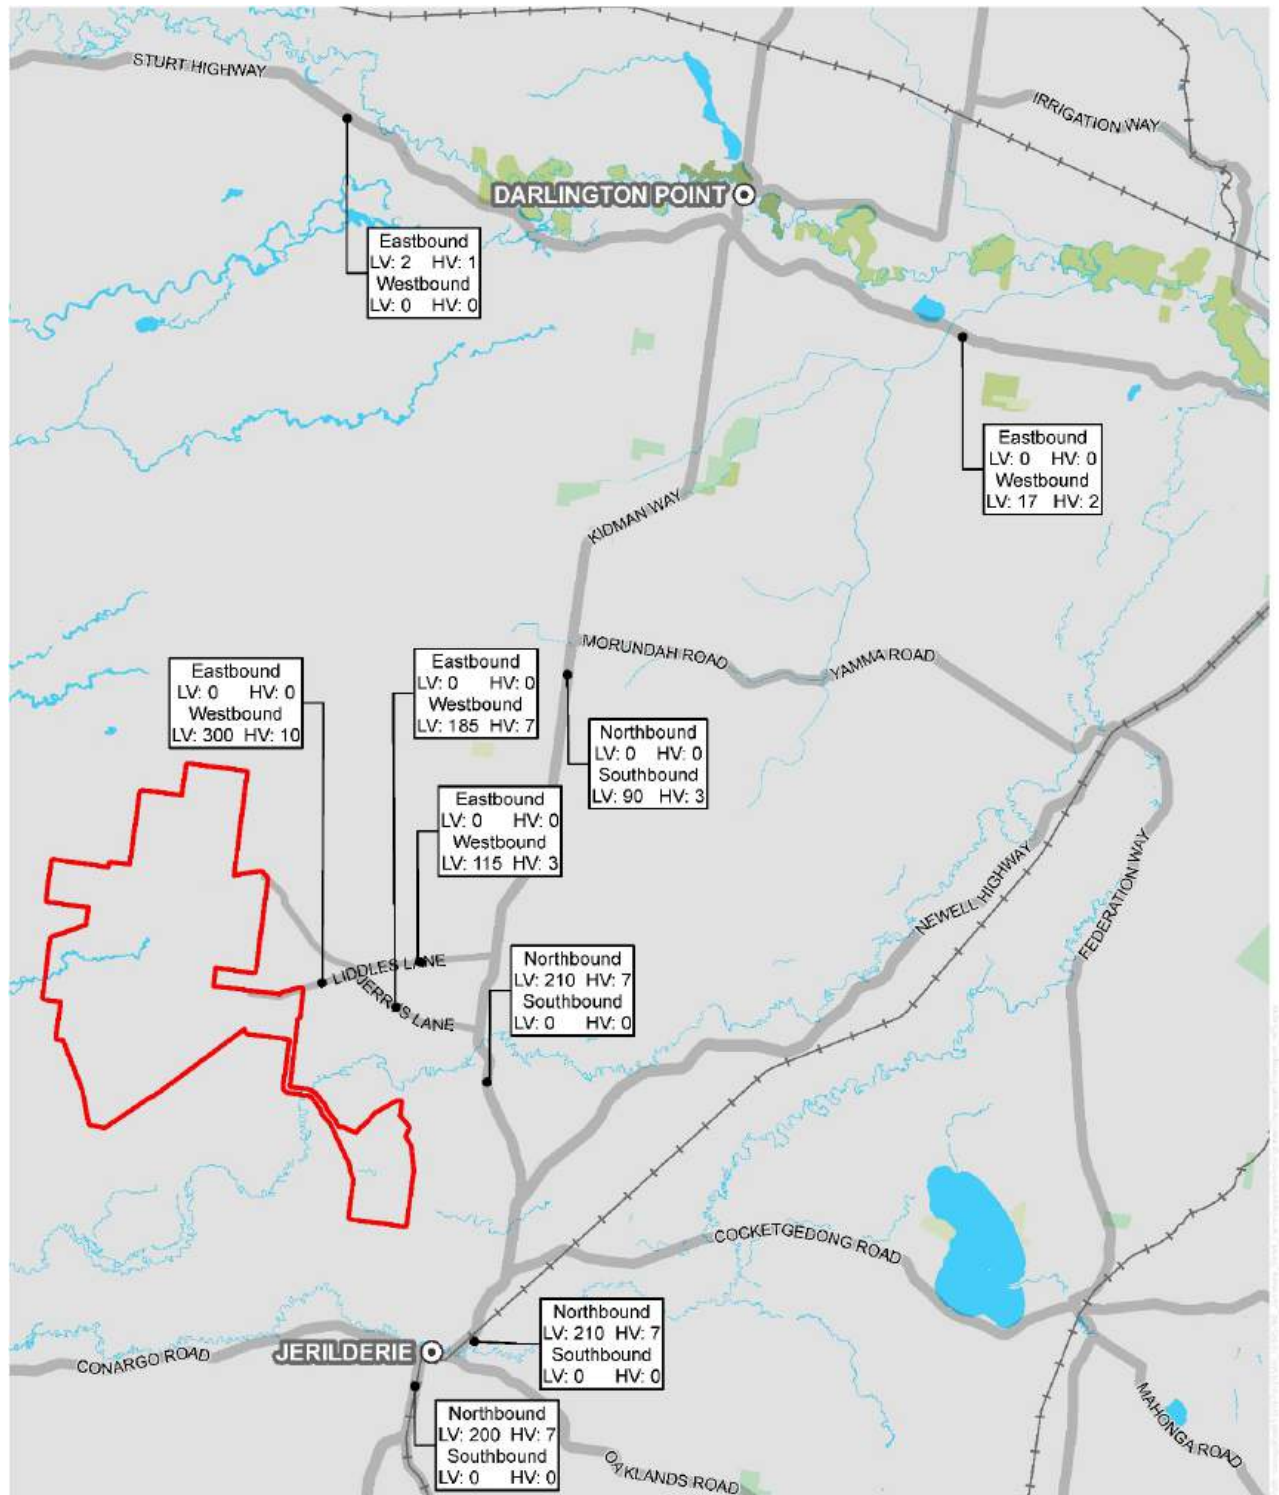 STURT HIGHWAY
IRRIGATION WAY
DARLINGTON POINT
Eastbound
LV: 2 HV: 1
Westbound
LV: 0 HV: 0
Eastbound
LV: 0 HV: 0
Westbound
LV: 17 HV: 2
KIDMAN WAY
MORUNDAH ROAD
YAMMA ROAD
Eastbound
LV: 0 HV: 0
Westbound
LV: 300 HV: 10
Eastbound
LV: 0 HV: 0
Westbound
LV: 185 HV: 7
Northbound
LV: 0 HV: 0
Southbound
LV: 90 HV: 3
Eastbound
LV: 0 HV: 0
Westbound
LV: 115 HV: 3
NEWELL HIGHWAY
FEDERATION WAY
LIDDLES LANE
LANE
Northbound
LV: 210 HV: 7
Southbound
LV: 0 HV: 0
COCKETGEDONG ROAD
Northbound
LV: 210 HV: 7
Southbound
LV: 0 HV: 0
JERILDERIE
CONARGO ROAD
Northbound
LV: 200 HV: 7
Southbound
LV: 0 HV: 0
OAKLANDS ROAD
MAHONGA ROAD